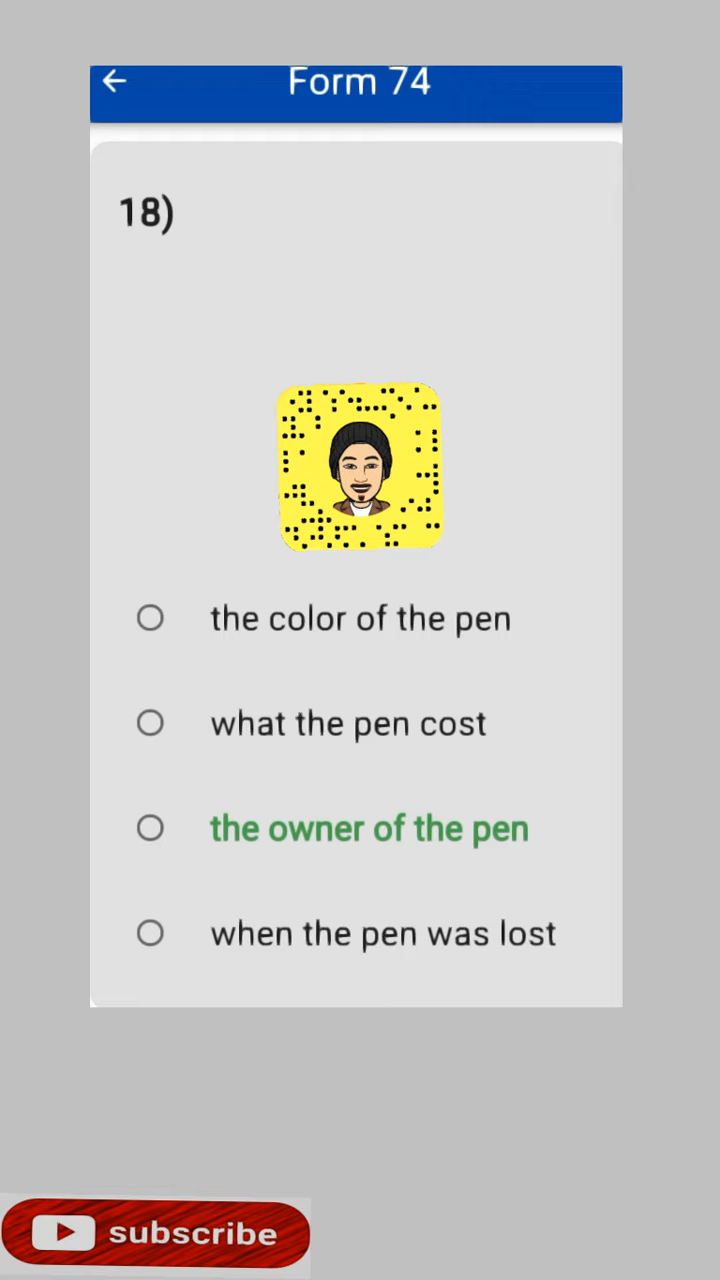 Form 74
18)
the color of the pen
what the pen cost
the owner of the pen
when the pen was lost
subscribe